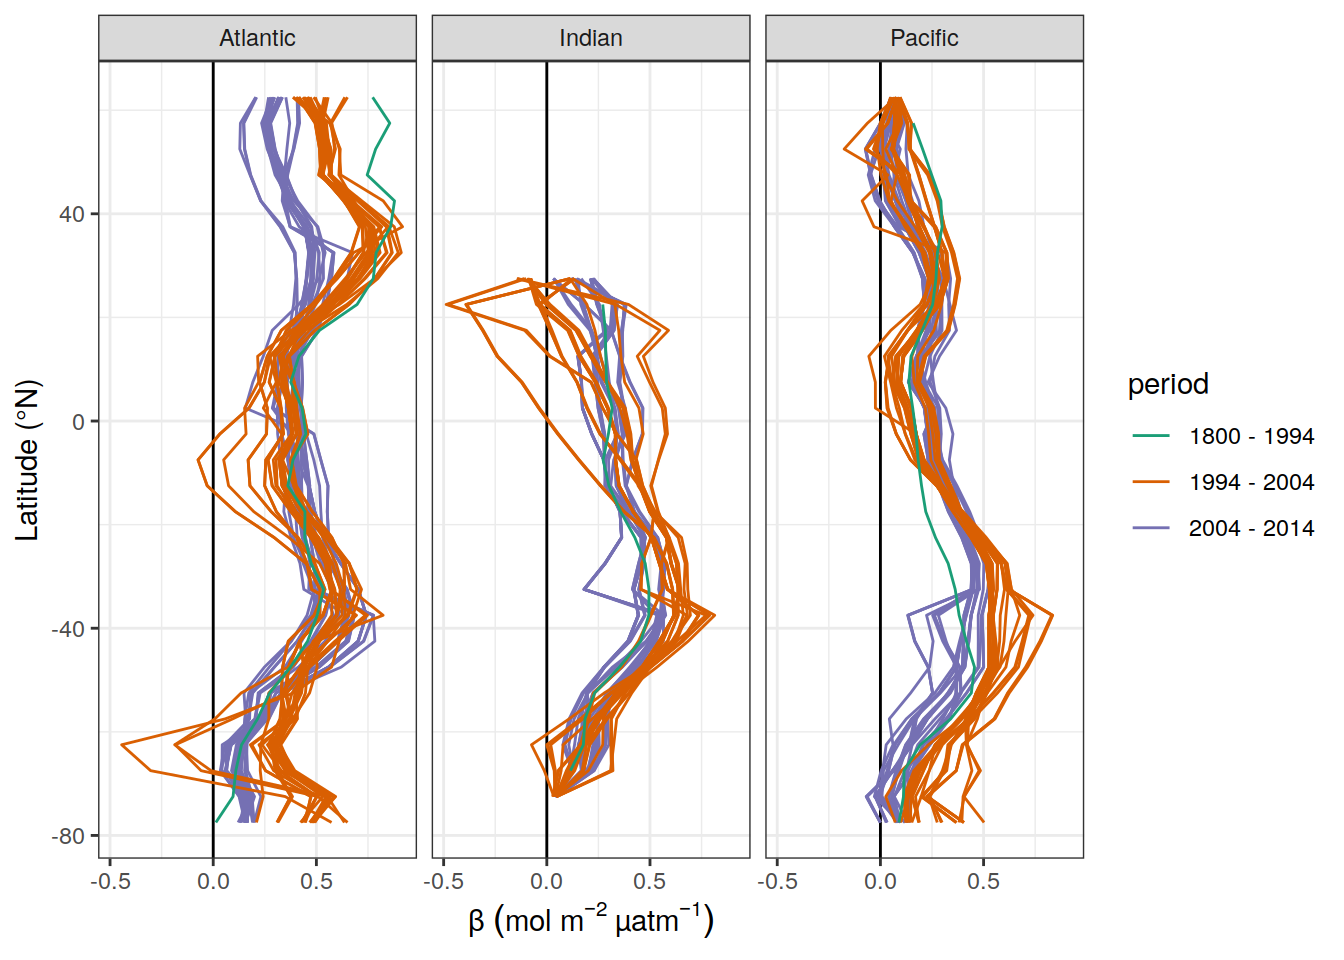 Atlantic Indian Pacific
40
0
-40
-80
Latitude (°N)
-0.5 0.0 0.5 -0.5 0.0 0.5 -0.5 0.0 0.5
β (mol m⁻² µatm⁻¹)
period
1800 - 1994
1994 - 2004
2004 - 2014